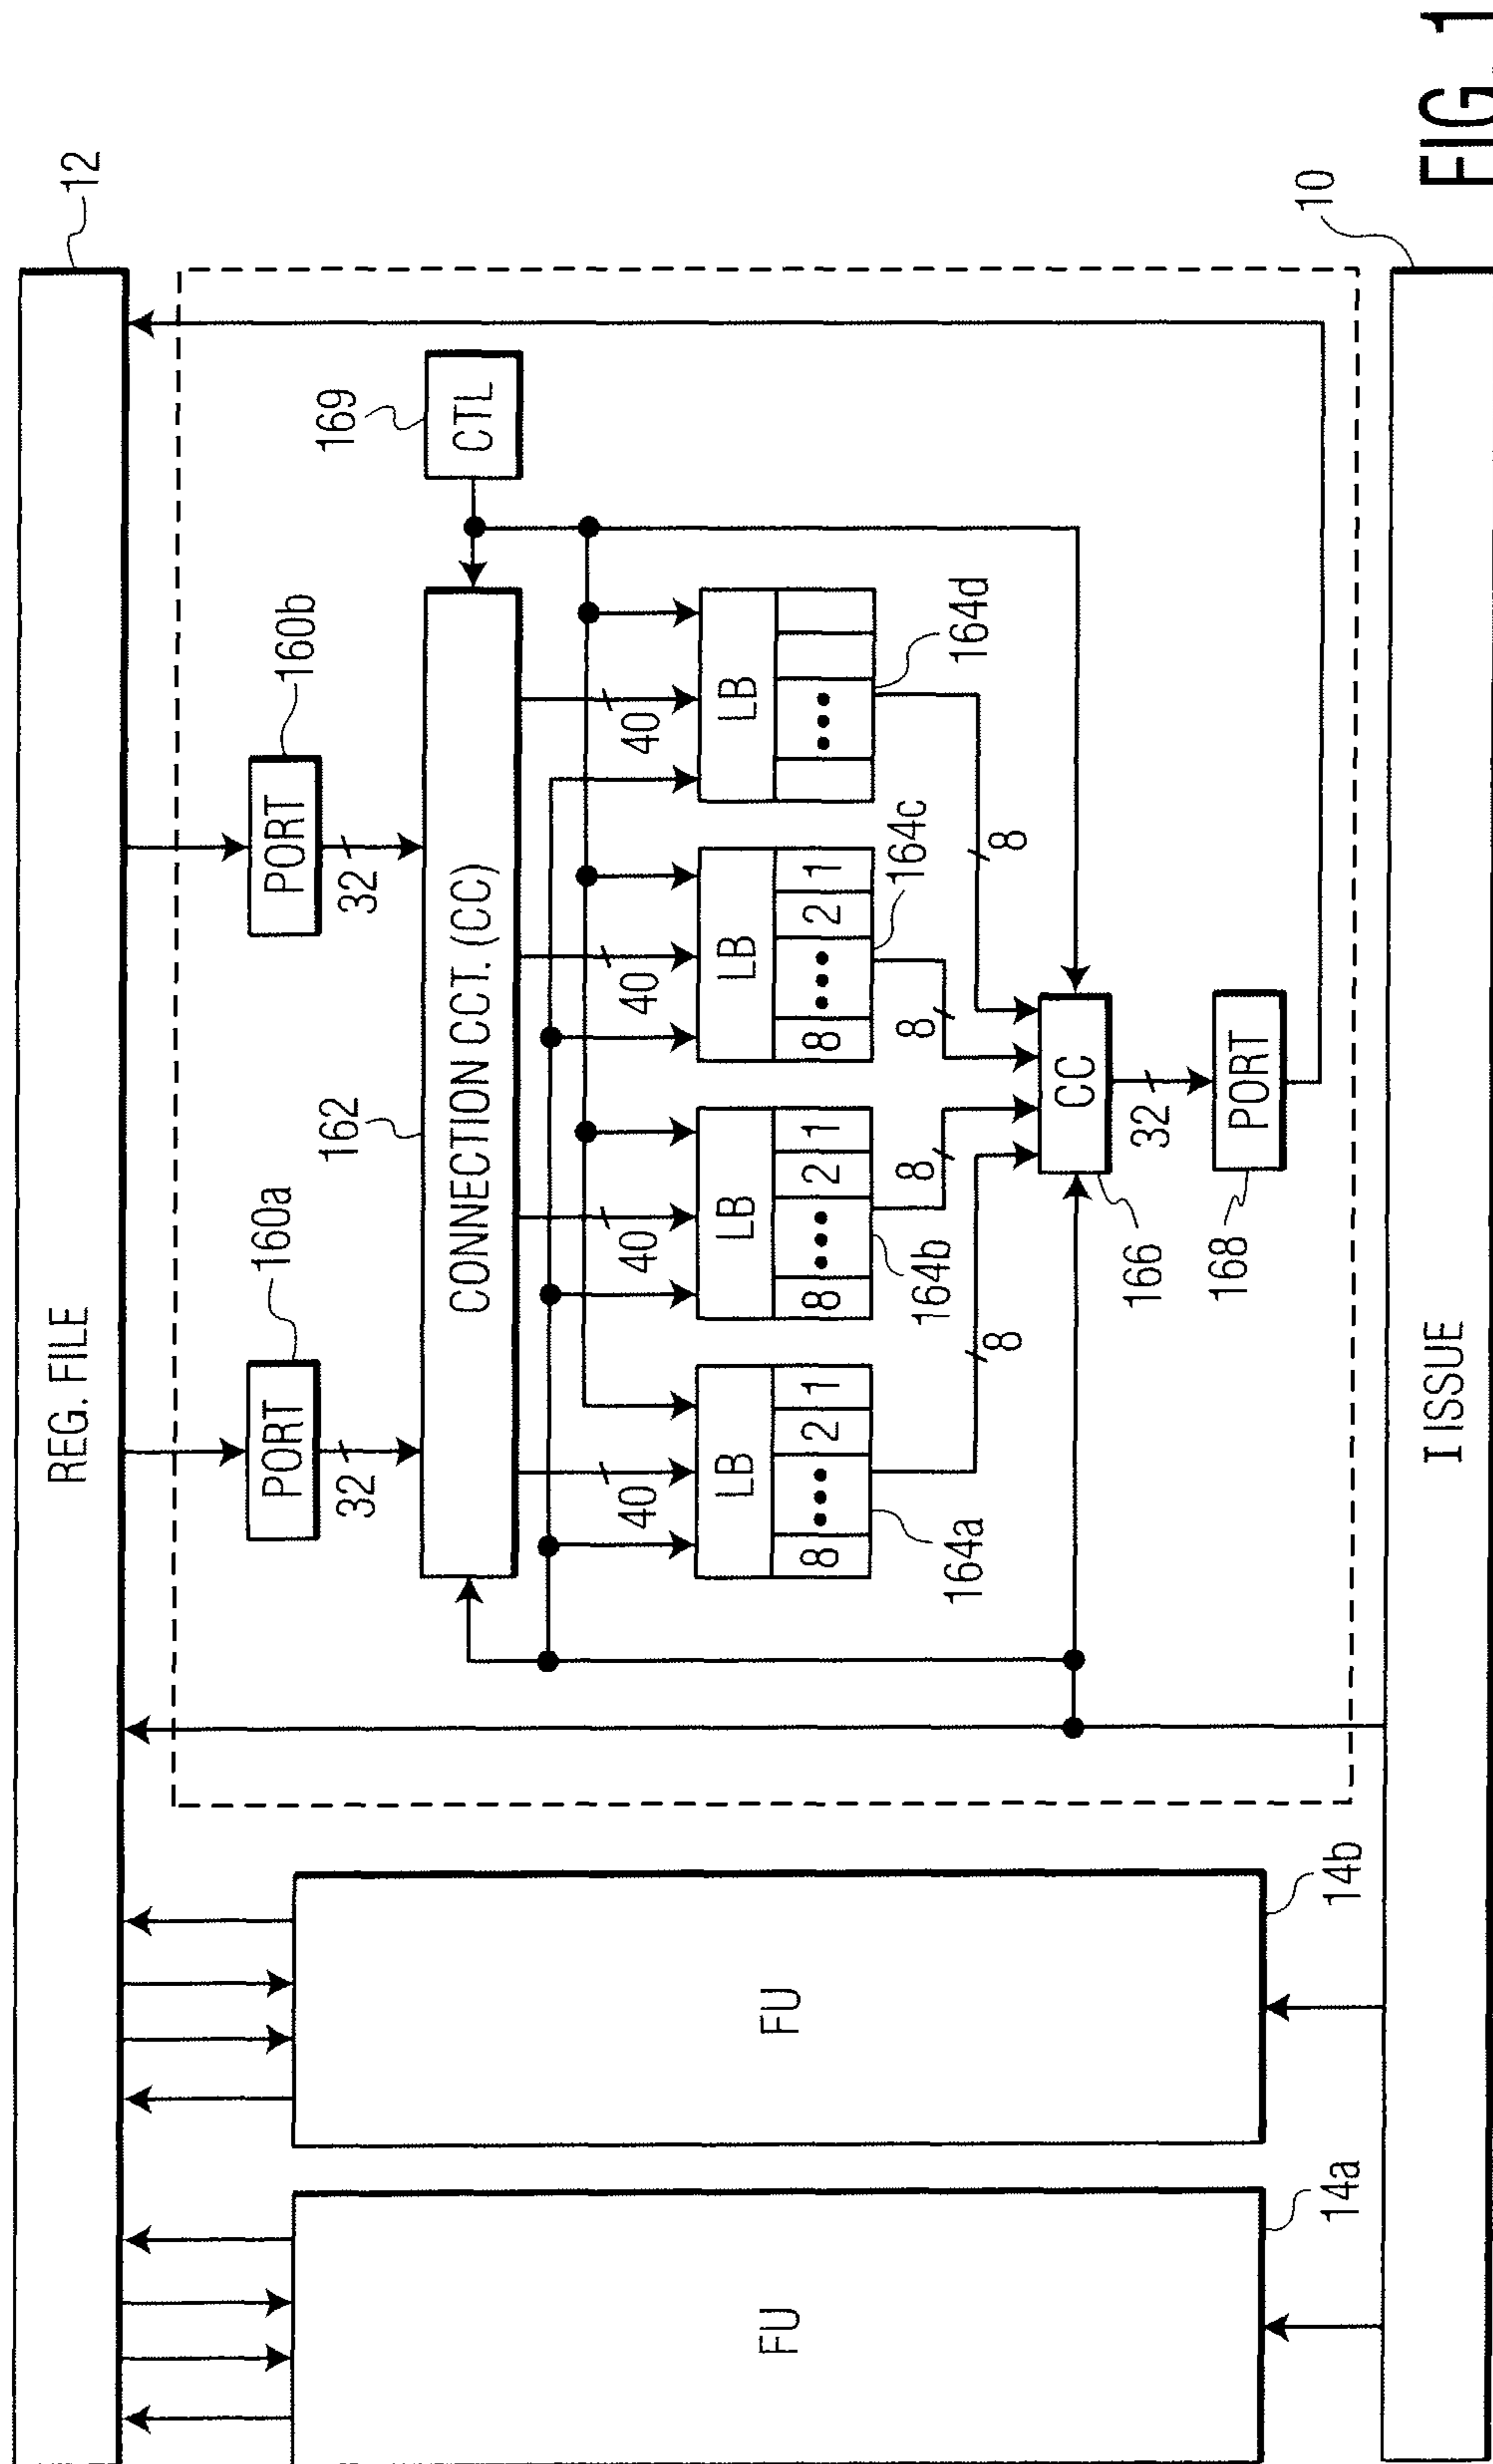 REG. FILE
12
160a
160b
PORT
PORT
32
32
162
169
CONNECTION CCT. (CC)
CTL
40
40
40
40
LB
LB
LB
LB
8 ••• 2 1
8 ••• 2 1
8 ••• 2 1
•••
164a
164b
164c
164d
8
8
8
8
CC
166
32
PORT
168
FU
FU
14a
14b
I ISSUE
10
FIG. 1